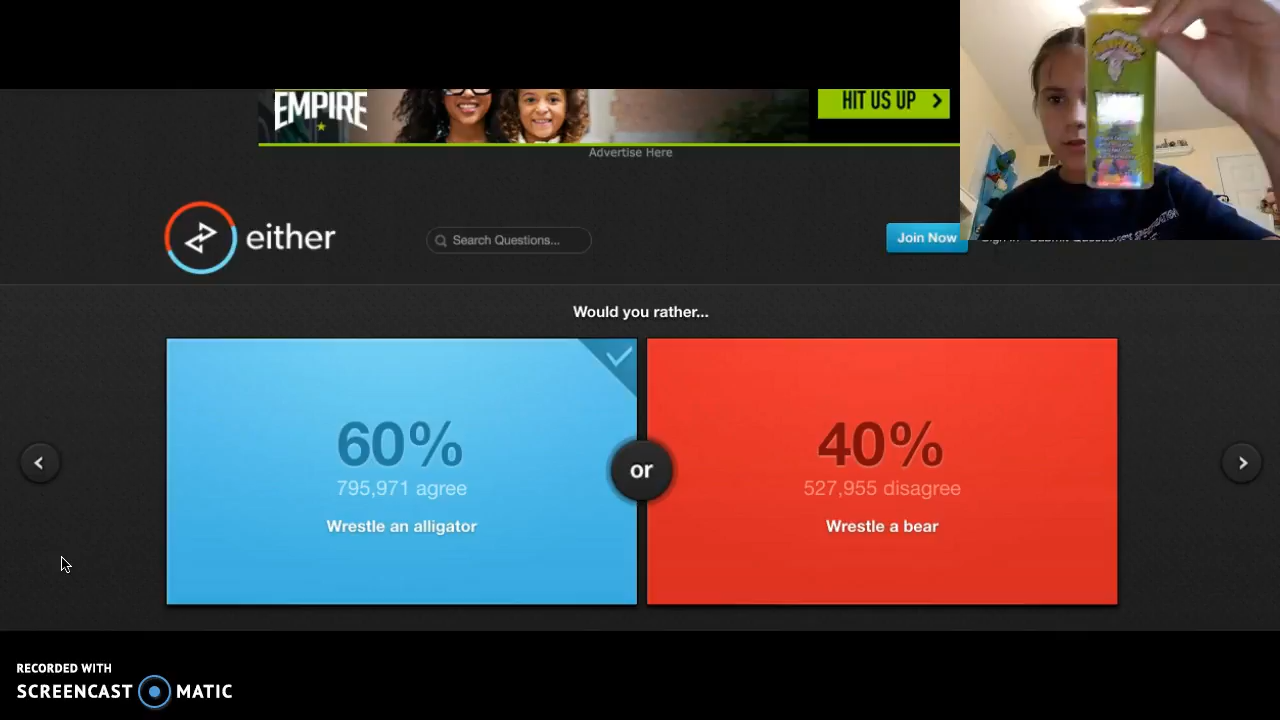 EMPIRE
HIT US UP
Advertise Here
either
Search Questions...
Join Now
Would you rather...
60%
795,971 agree
Wrestle an alligator
or
40%
527,955 disagree
Wrestle a bear
RECORDED WITH
SCREENCAST MATIC